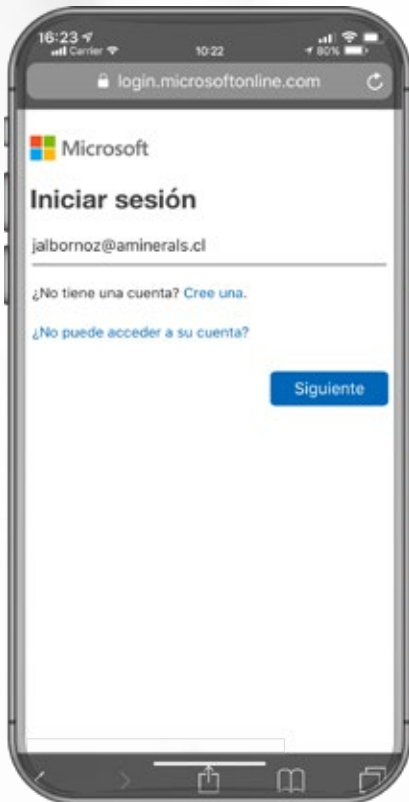 16:23
Carrier 10:22 80%
login.microsoftonline.com
Microsoft
Iniciar sesión
jalbornoz@aminerals.cl
¿No tiene una cuenta? Cree una.
¿No puede acceder a su cuenta?
Siguiente